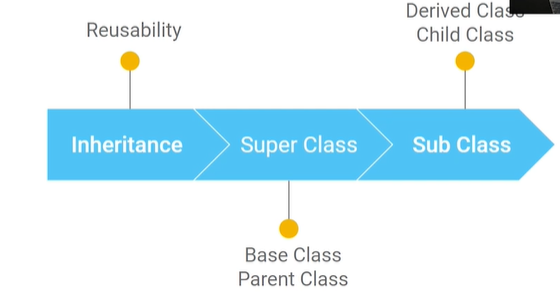 Reusability
Derived Class
Child Class
Inheritance
Super Class
Sub Class
Base Class
Parent Class